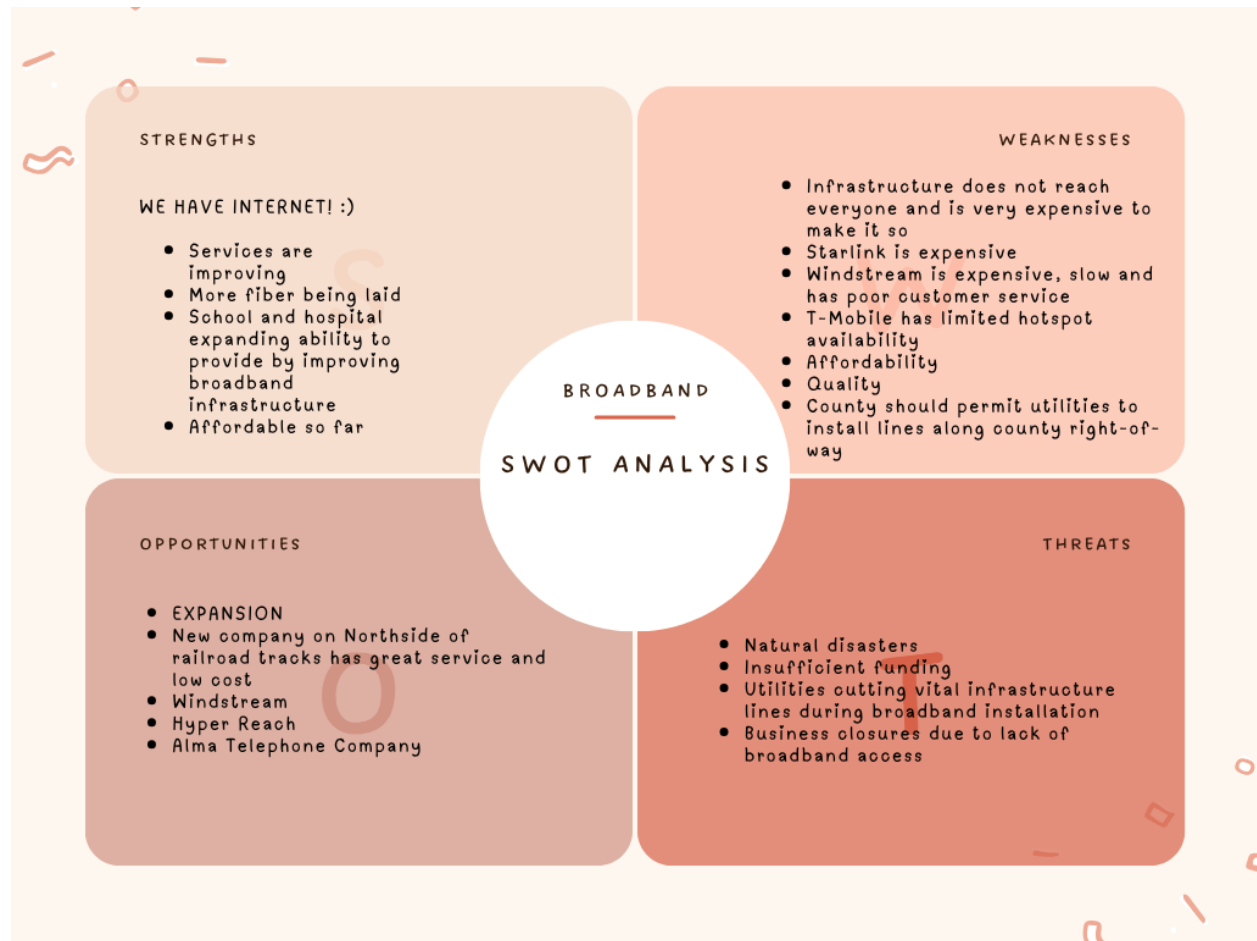 STRENGTHS
WE HAVE INTERNET! :)
• Services are
improving
• More fiber being laid
• School and hospital
expanding ability to
provide by improving
broadband
infrastructure
• Affordable so far
S
WEAKNESSES
• Infrastructure does not reach
everyone and is very expensive to
make it so
• Starlink is expensive
• Windstream is expensive, slow and
has poor customer service
• T-Mobile has limited hotspot
availability
• Affordability
• Quality
• County should permit utilities to
install lines along county right-of-
way
W
BROADBAND
SWOT ANALYSIS
OPPORTUNITIES
• EXPANSION
• New company on Northside of
railroad tracks has great service and
low cost
• Windstream
• Hyper Reach
• Alma Telephone Company
O
THREATS
• Natural disasters
• Insufficient funding
• Utilities cutting vital infrastructure
lines during broadband installation
• Business closures due to lack of
broadband access
T